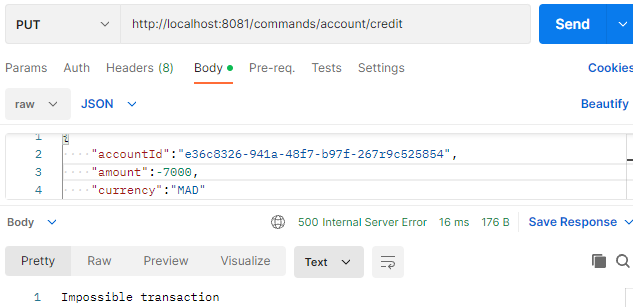 PUT http://localhost:8081/commands/account/credit Send
Params Auth Headers (8) Body Pre-req. Tests Settings Cookies
raw JSON Beautify
1 {
2 "accountId":"e36c8326-941a-48f7-b97f-267r9c525854",
3 "amount":-7000,
4 "currency":"MAD"
Body 500 Internal Server Error 16 ms 176 B Save Response
Pretty Raw Preview Visualize Text
1 Impossible transaction